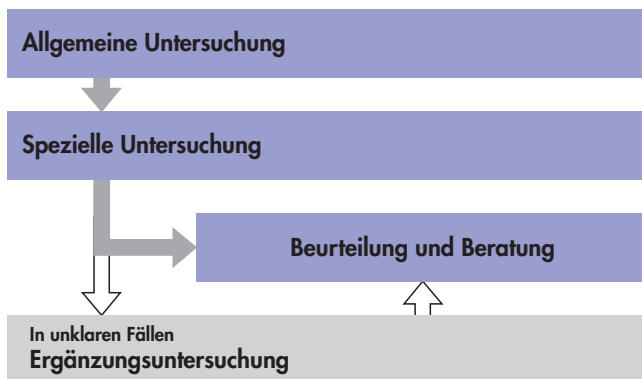 Allgemeine Untersuchung
Spezielle Untersuchung
Beurteilung und Beratung
In unklaren Fällen
Ergänzungsuntersuchung